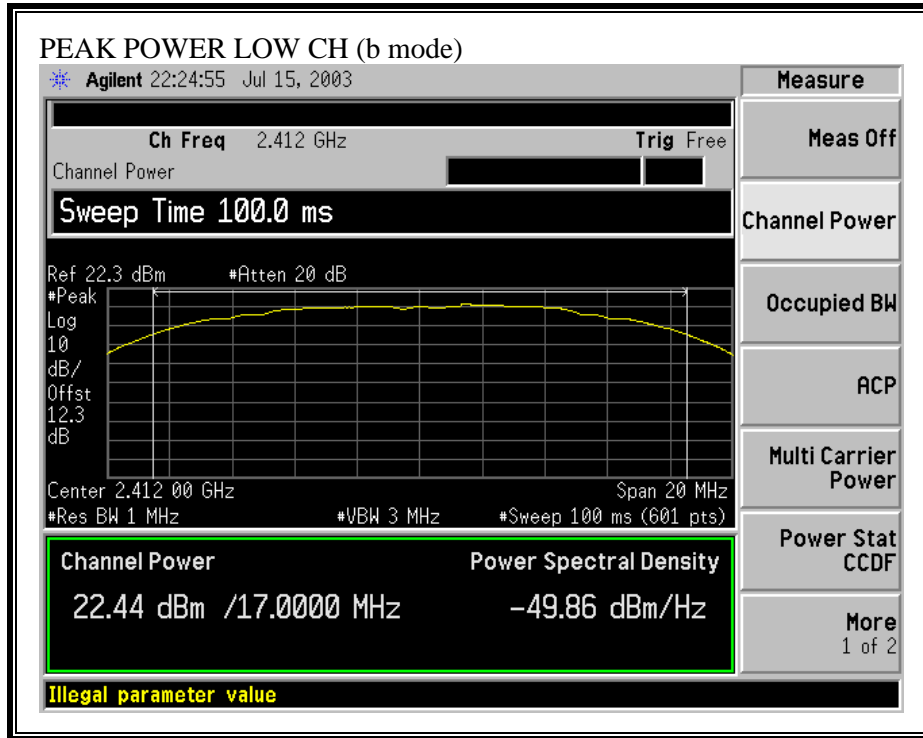 PEAK POWER LOW CH (b mode)
Agilent 22:24:55 Jul 15, 2003
Measure
Ch Freq 2.412 GHz Trig Free
Channel Power
Sweep Time 100.0 ms
Ref 22.3 dBm #Atten 20 dB
#Peak
Log
10
dB/
Offst
12.3
dB
Center 2.412 00 GHz Span 20 MHz
#Res BW 1 MHz #VBW 3 MHz #Sweep 100 ms (601 pts)
Channel Power Power Spectral Density
22.44 dBm /17.0000 MHz -49.86 dBm/Hz
Illegal parameter value
Meas Off
Channel Power
Occupied BW
ACP
Multi Carrier
Power
Power Stat
CCDF
More
1 of 2